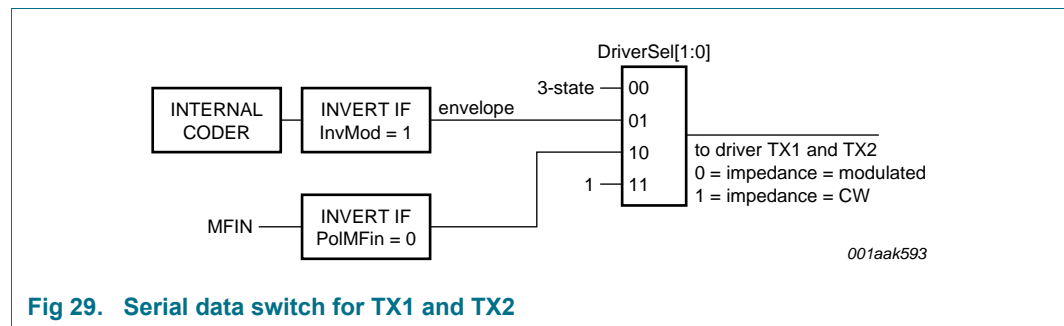 DriverSel[1:0]
3-state
00
INTERNAL
CODER
INVERT IF
InvMod = 1
envelope
01
10
1
11
to driver TX1 and TX2
0 = impedance = modulated
1 = impedance = CW
MFIN
INVERT IF
PolMFin = 0
001aak593
Fig 29. Serial data switch for TX1 and TX2